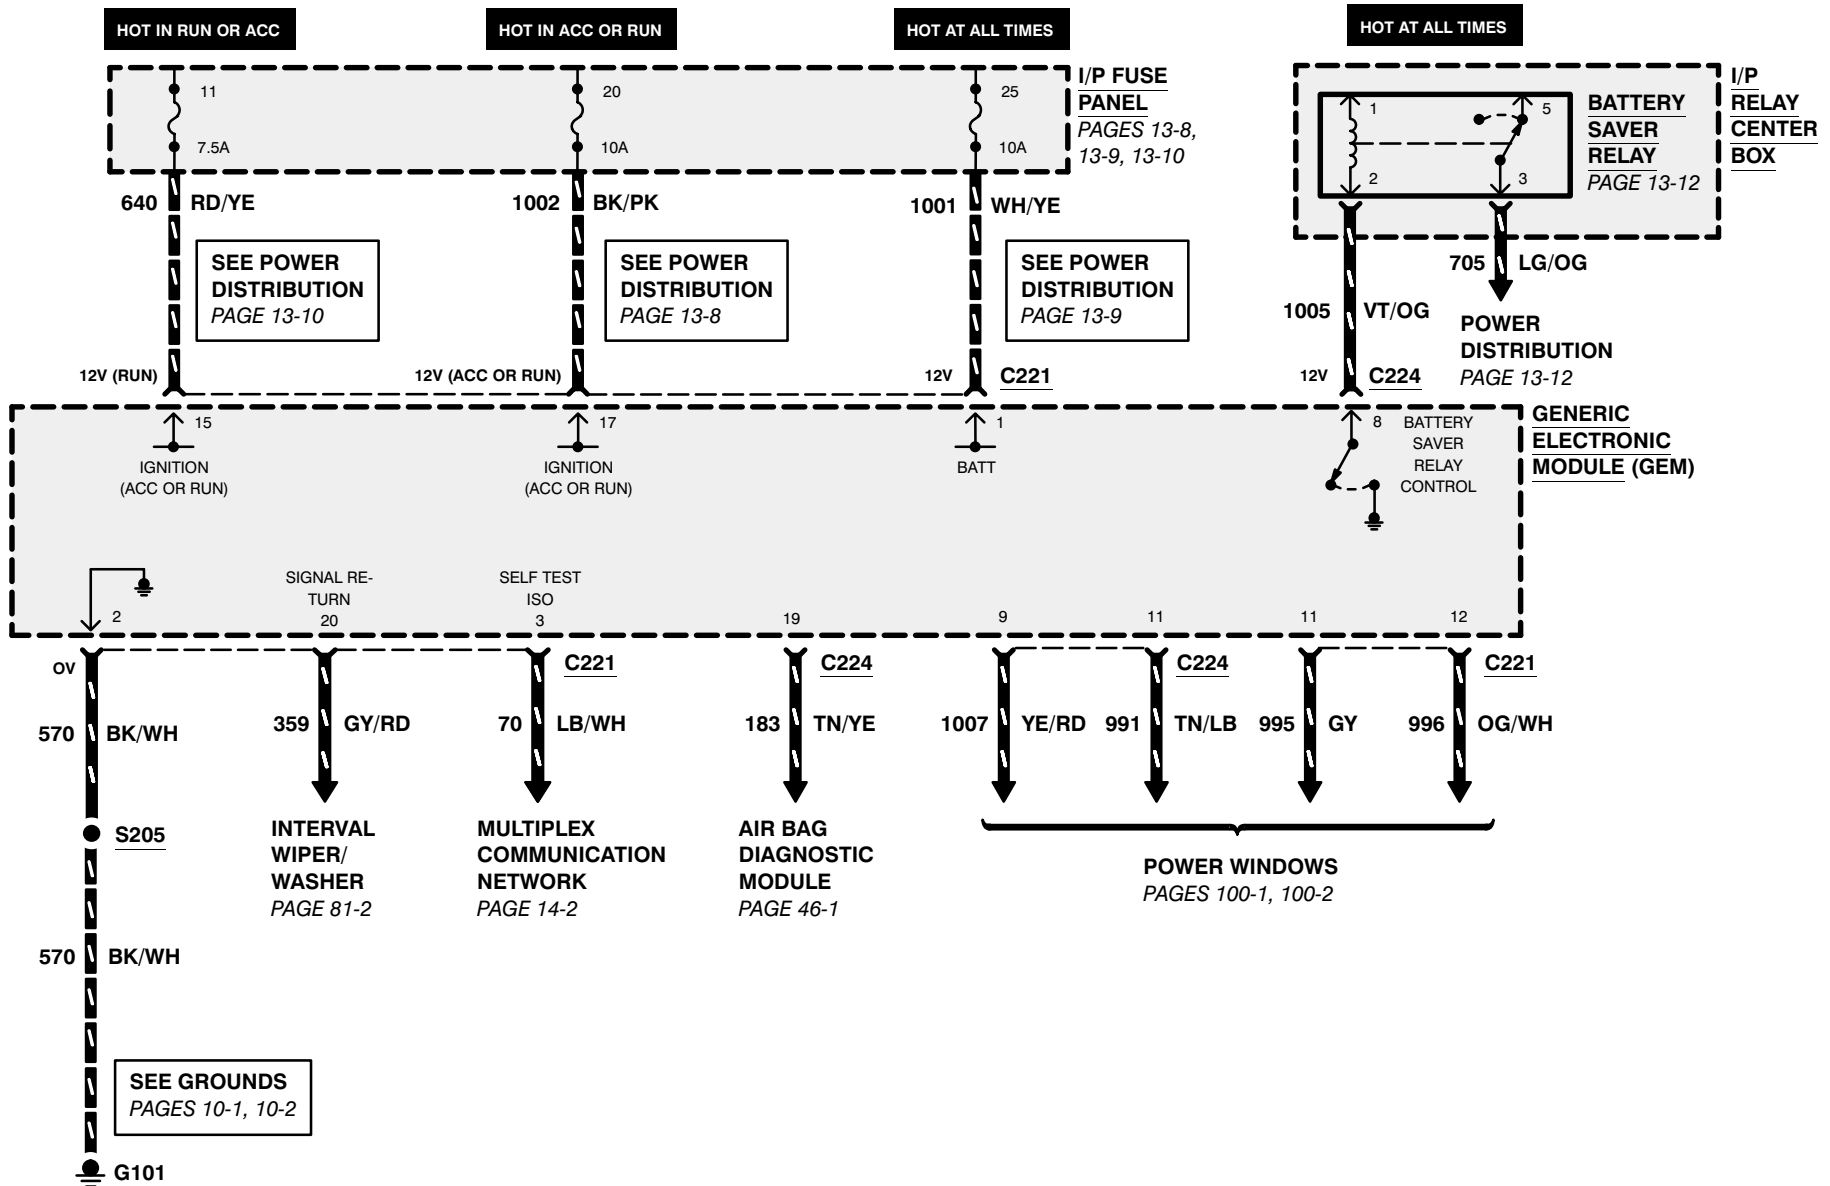 HOT IN RUN OR ACC
HOT IN ACC OR RUN
HOT AT ALL TIMES
HOT AT ALL TIMES
11
7.5A
20
10A
25
10A
I/P FUSE
PANEL
PAGES 13-8,
13-9, 13-10
1
2
5
3
BATTERY
SAVER
RELAY
PAGE 13-12
I/P
RELAY
CENTER
BOX
640 RD/YE
1002 BK/PK
1001 WH/YE
SEE POWER
DISTRIBUTION
PAGE 13-10
SEE POWER
DISTRIBUTION
PAGE 13-8
SEE POWER
DISTRIBUTION
PAGE 13-9
1005 VT/OG
705 LG/OG
POWER
DISTRIBUTION
PAGE 13-12
12V (RUN)
12V (ACC OR RUN)
12V C221
12V C224
15
IGNITION
(ACC OR RUN)
17
IGNITION
(ACC OR RUN)
1
BATT
8 BATTERY
SAVER
RELAY
CONTROL
GENERIC
ELECTRONIC
MODULE (GEM)
2
SIGNAL RE-
TURN
20
SELF TEST
ISO
3
19
9
11
11
12
OV
C221
C224
C224
C221
570 BK/WH
359 GY/RD
70 LB/WH
183 TN/YE
1007 YE/RD
991 TN/LB
995 GY
996 OG/WH
S205
INTERVAL
WIPER/
WASHER
PAGE 81-2
MULTIPLEX
COMMUNICATION
NETWORK
PAGE 14-2
AIR BAG
DIAGNOSTIC
MODULE
PAGE 46-1
POWER WINDOWS
PAGES 100-1, 100-2
570 BK/WH
SEE GROUNDS
PAGES 10-1, 10-2
G101